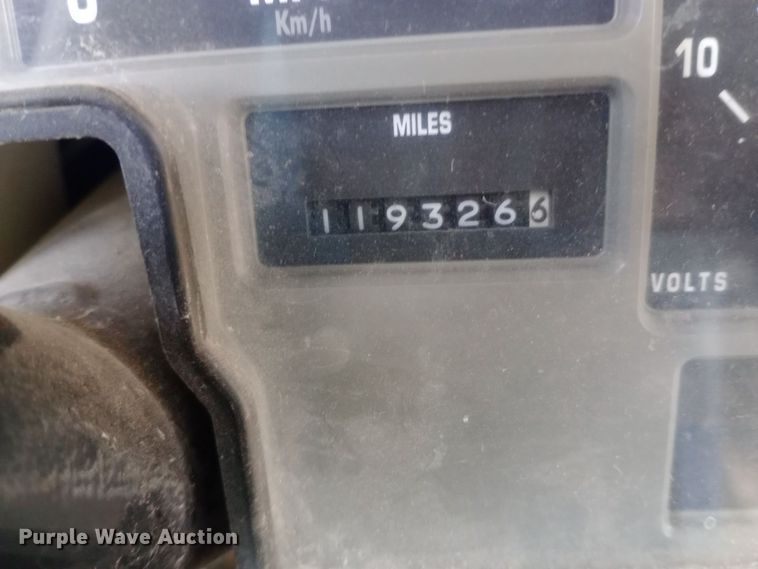 Km/h
MILES
1193266
10
VOLTS
Purple Wave Auction